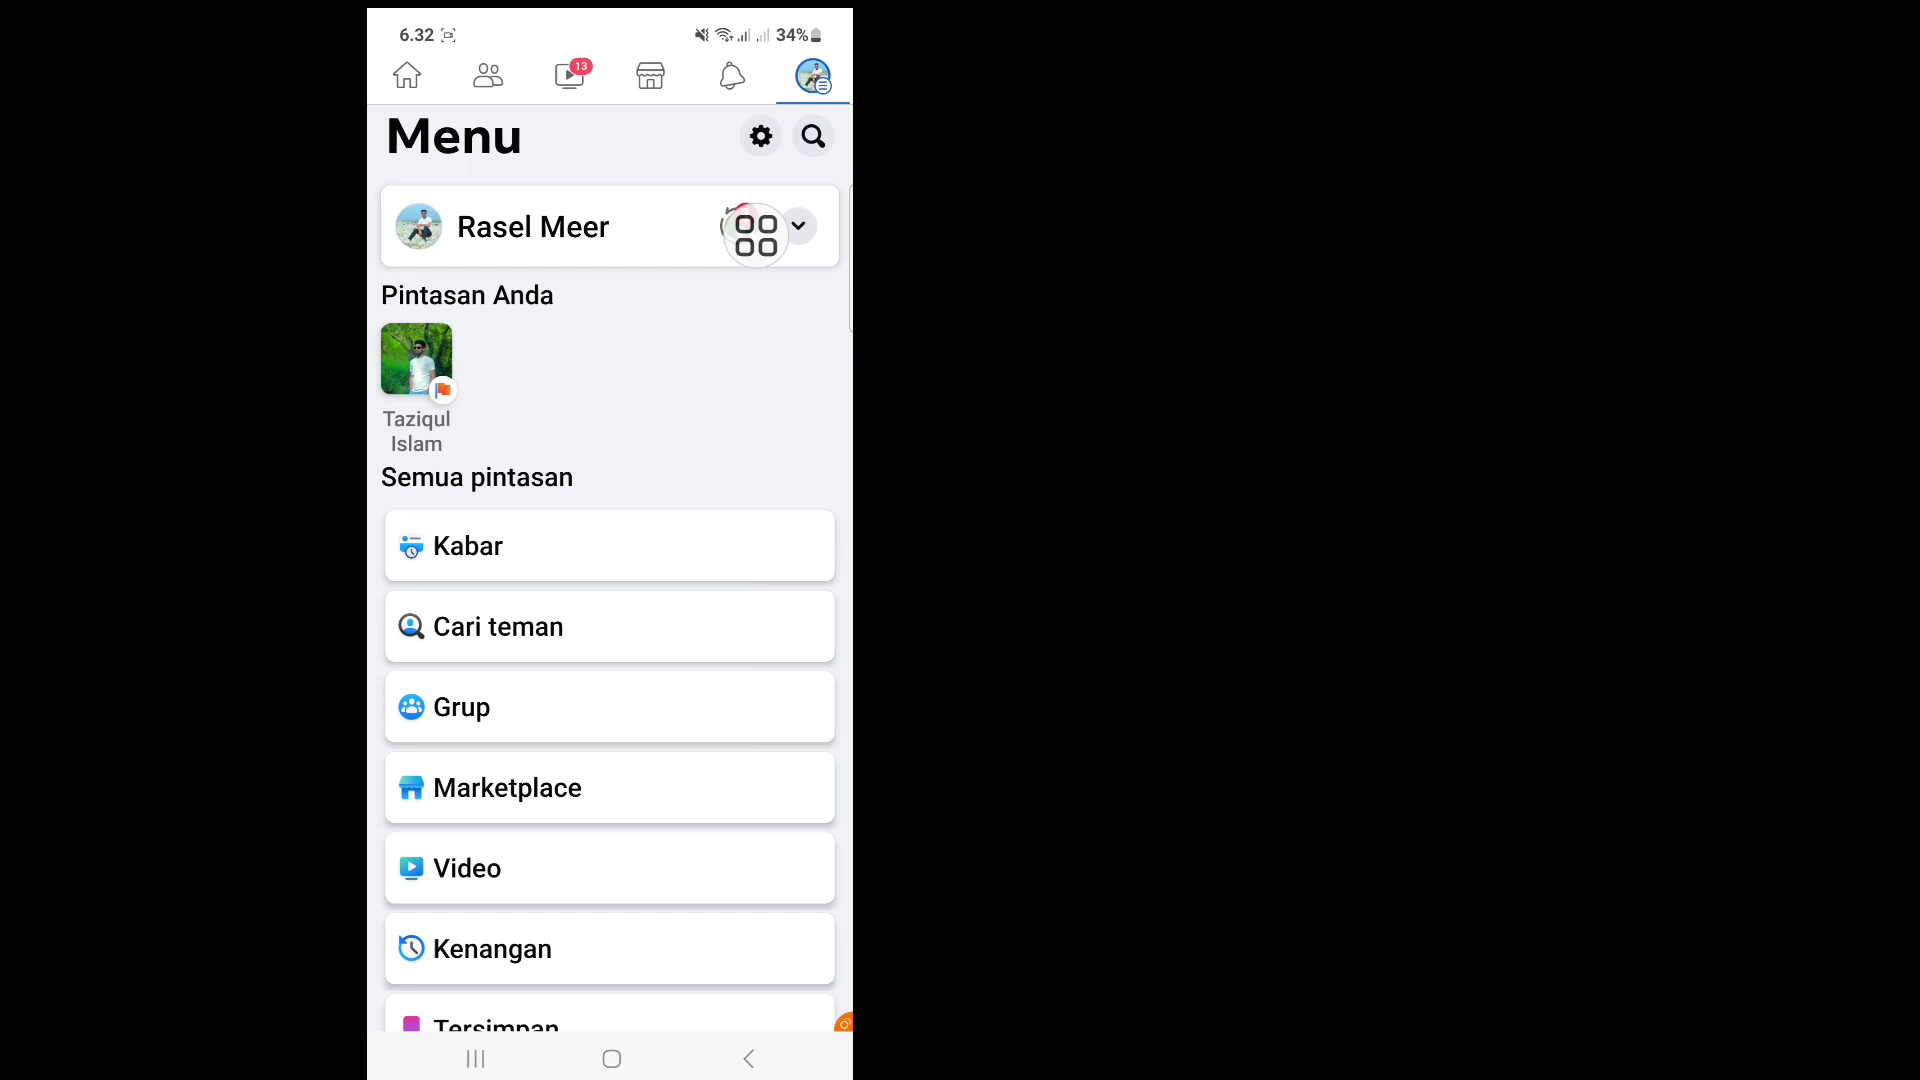 6.32
34%
13
Menu
Rasel Meer
Pintasan Anda
Taziqul
Islam
Semua pintasan
Kabar
Cari teman
Grup
Marketplace
Video
Kenangan
Tersimpan